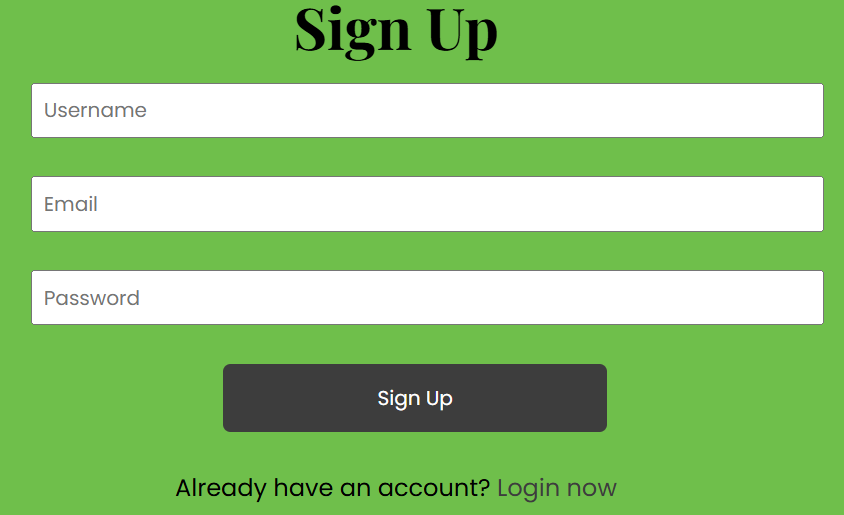 Sign Up
Username
Email
Password
Sign Up
Already have an account? Login now